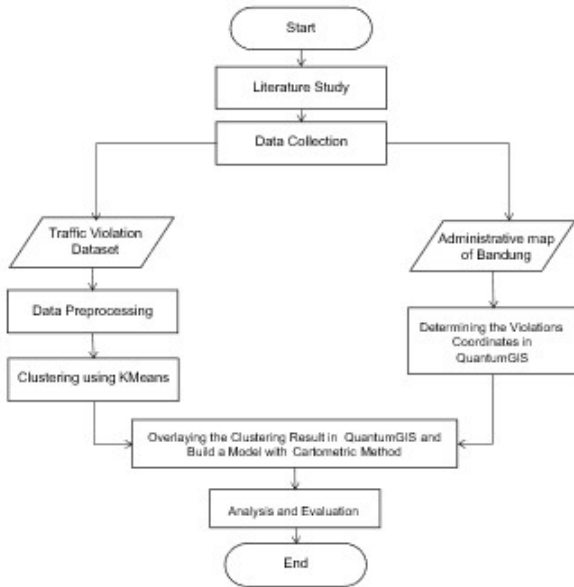 Start
Literature Study
Data Collection
Traffic Violation
Dataset
Data Preprocessing
Clustering using KMeans
Administrative map
of Bandung
Determining the Violations
Coordinates in
QuantumGIS
Overlaying the Clustering Result in QuantumGIS and
Build a Model with Cartometric Method
Analysis and Evaluation
End